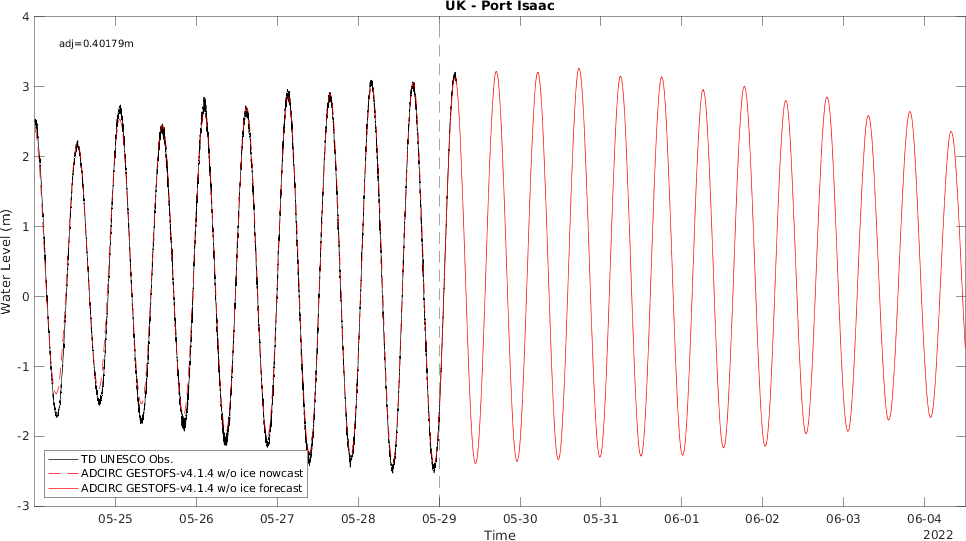 UK - Port Isaac
adj=0.40179m
4
3
2
1
0
-1
-2
-3
Water Level (m)
TD UNESCO Obs.
ADCIRC GESTOFS-v4.1.4 w/o ice nowcast
ADCIRC GESTOFS-v4.1.4 w/o ice forecast
05-25 05-26 05-27 05-28 05-29 05-30 05-31 06-01 06-02 06-03 06-04
Time
2022